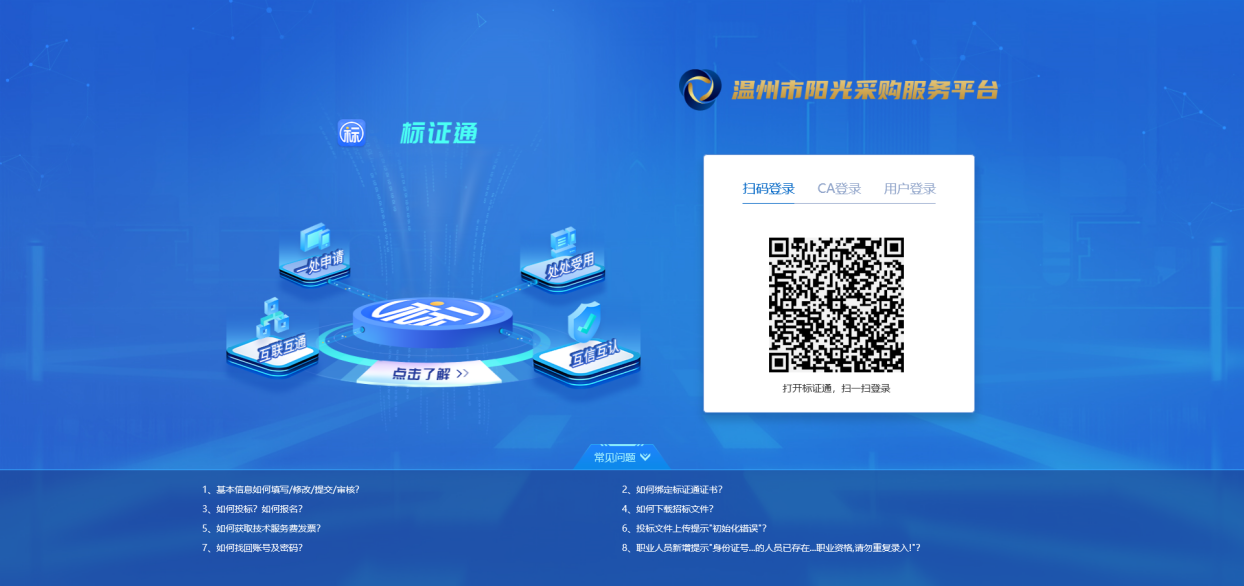 温州市阳光采购服务平台
标
标证通
扫码登录 CA登录 用户登录
一处申请
处处受用
互联互通
标
互信互认
点击了解 >>
打开标证通，扫一扫登录
常见问题
1、基本信息如何填写/修改/提交/审核?
2、如何绑定标证通证书?
3、如何投标？如何报名?
4、如何下载招标文件?
5、如何获取技术服务费发票?
6、投标文件上传提示"初始化错误"?
7、如何找回账号及密码?
8、职业人员新增提示"身份证号...的人员已存在...职业资格,请勿重复录入!"?